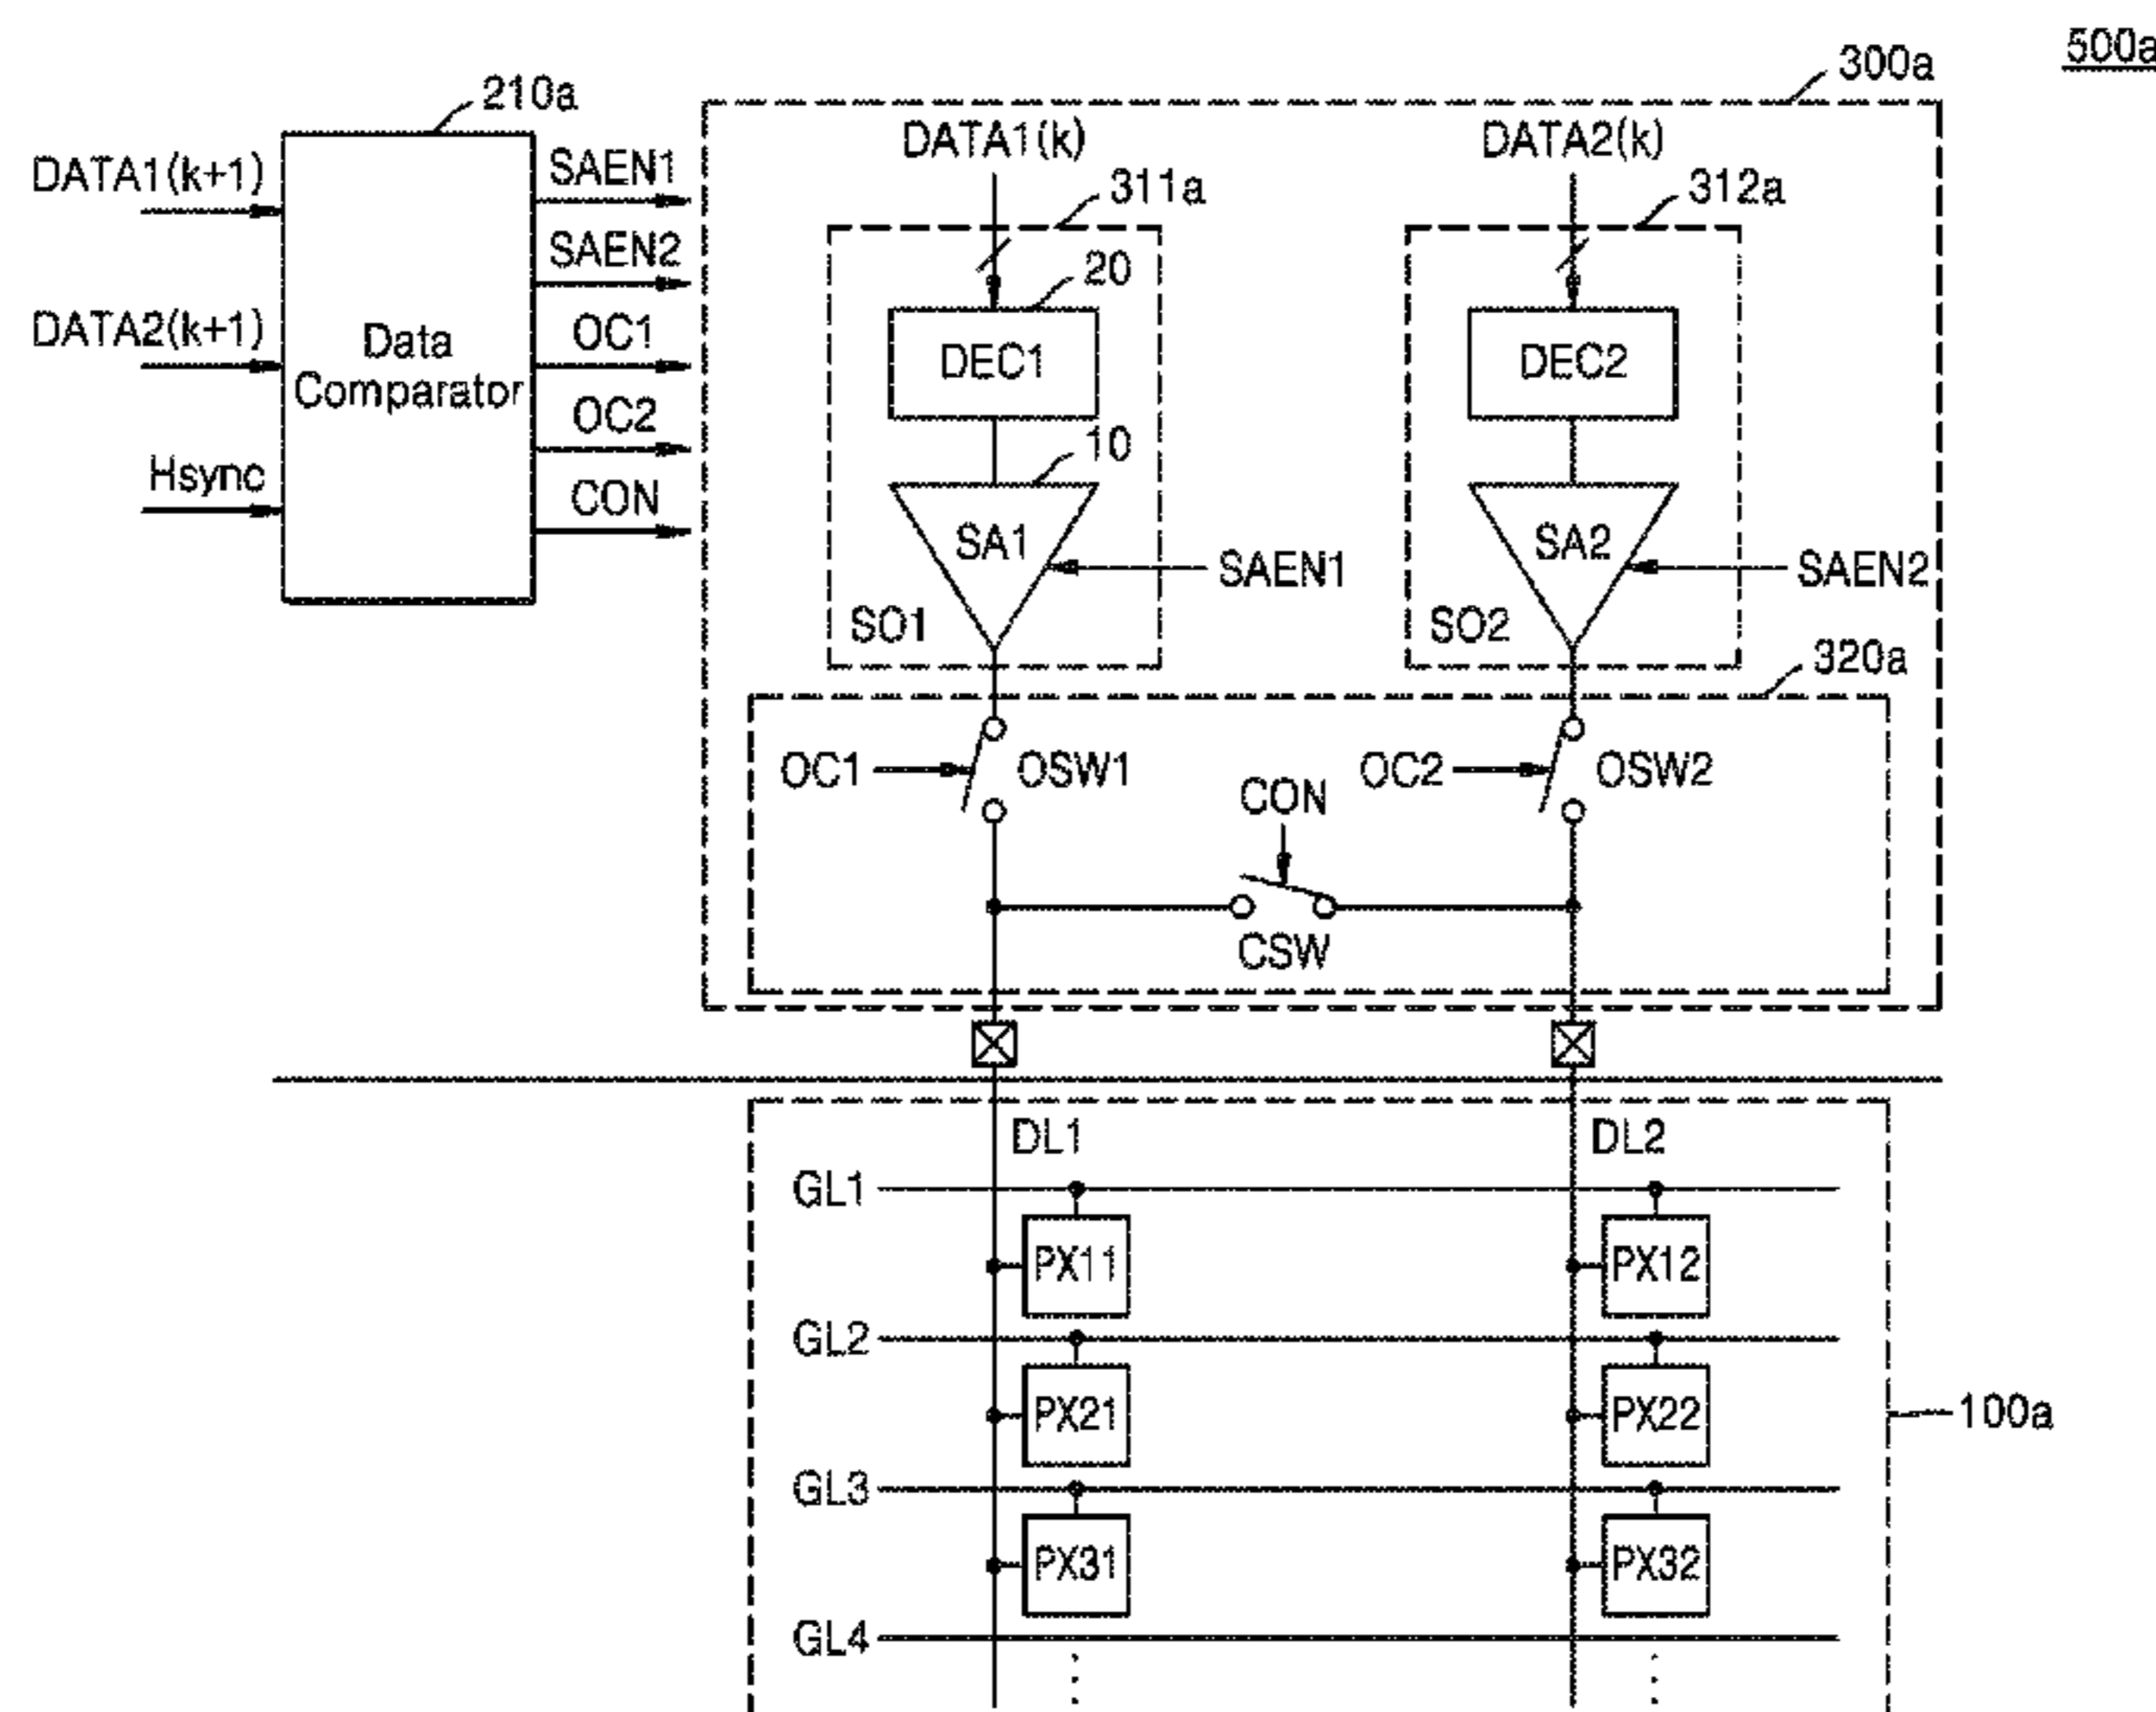 500a
300a
210a
DATA1(k+1)
DATA2(k+1)
Hsync
Data
Comparator
SAEN1
SAEN2
OC1
OC2
CON
DATA1(k)
DATA2(k)
311a
312a
20
DEC1
DEC2
10
SA1
SA2
SAEN1
SAEN2
SO1
SO2
320a
OC1
OSW1
OC2
OSW2
CON
CSW
DL1
DL2
GL1
PX11
PX12
GL2
PX21
PX22
100a
GL3
PX31
PX32
GL4